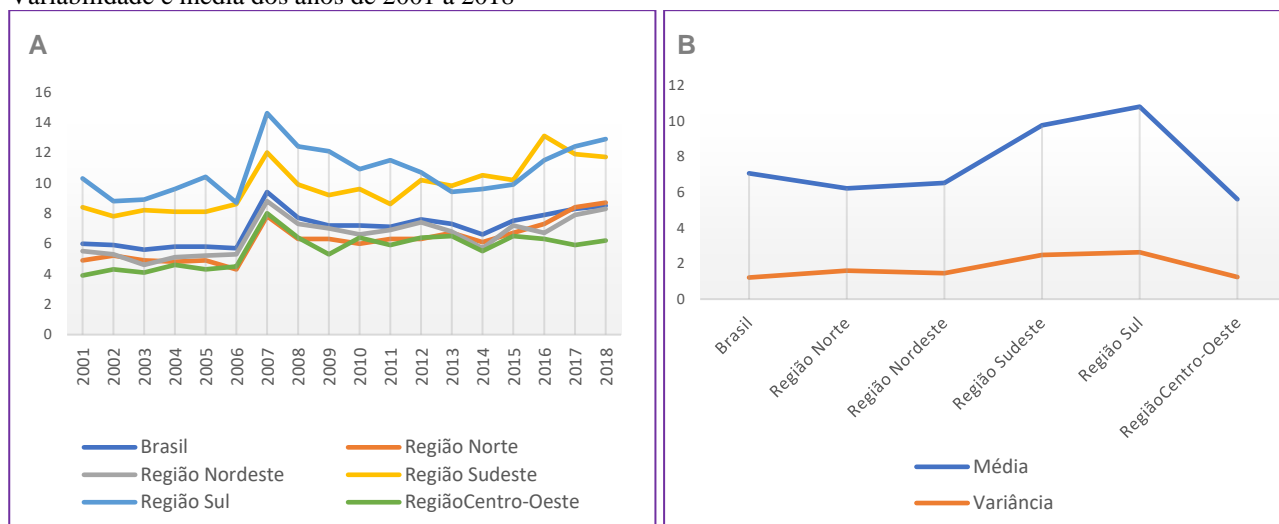 Variabilidade e média dos anos de 2001 a 2018
A
16
14
12
10
8
6
4
2
0
2001
2002
2003
2004
2005
2006
2007
2008
2009
2010
2011
2012
2013
2014
2015
2016
2017
2018
Brasil
Região Norte
Região Nordeste
Região Sudeste
Região Sul
RegiãoCentro-Oeste
B
12
10
8
6
4
2
0
Brasil
Região Norte
Região Nordeste
Região Sudeste
Região Sul
RegiãoCentro-Oeste
Média
Variância